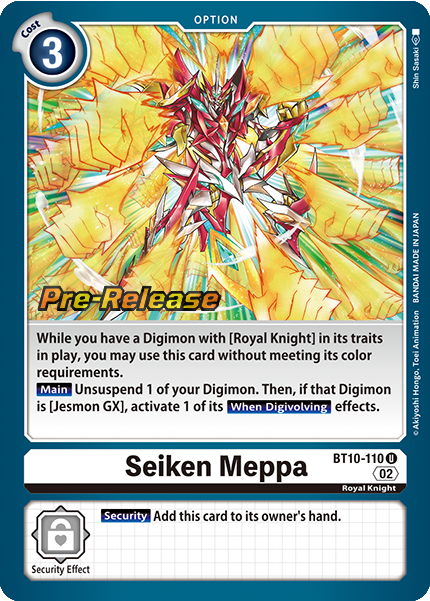 OPTION
Cost
3
Shin Sasaki
©Akiyoshi Hongo, Toei Animation BANDAI MADE IN JAPAN
Pre-Release
While you have a Digimon with [Royal Knight] in its traits
in play, you may use this card without meeting its color
requirements.
Main Unsuspend 1 of your Digimon. Then, if that Digimon
is [Jesmon GX], activate 1 of its When Digivolving effects.
Seiken Meppa
BT10-110 U
02
Royal Knight
Security Add this card to its owner's hand.
Security Effect